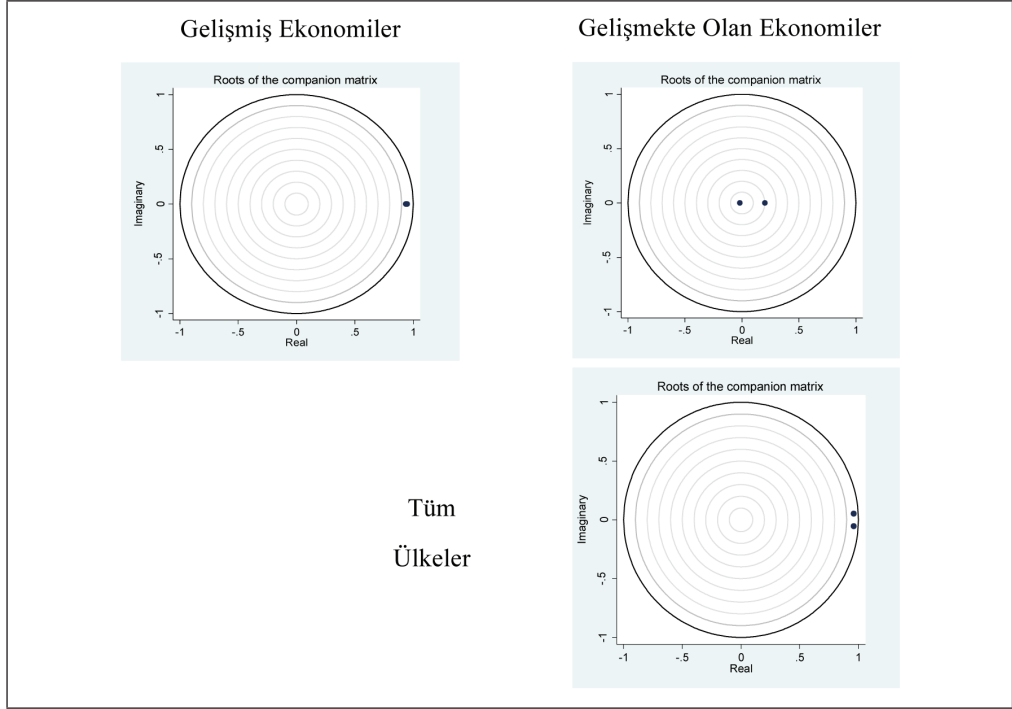 Gelişmiş Ekonomiler
Gelişmekte Olan Ekonomiler
Roots of the companion matrix
1
.5
0
-.5
-1
Imaginary
-1
-.5
0
.5
1
Real
Roots of the companion matrix
1
.5
0
-.5
-1
Imaginary
-1
-.5
0
.5
1
Real
Tüm
Ülkeler
Roots of the companion matrix
1
.5
0
-.5
-1
Imaginary
-1
-.5
0
.5
1
Real